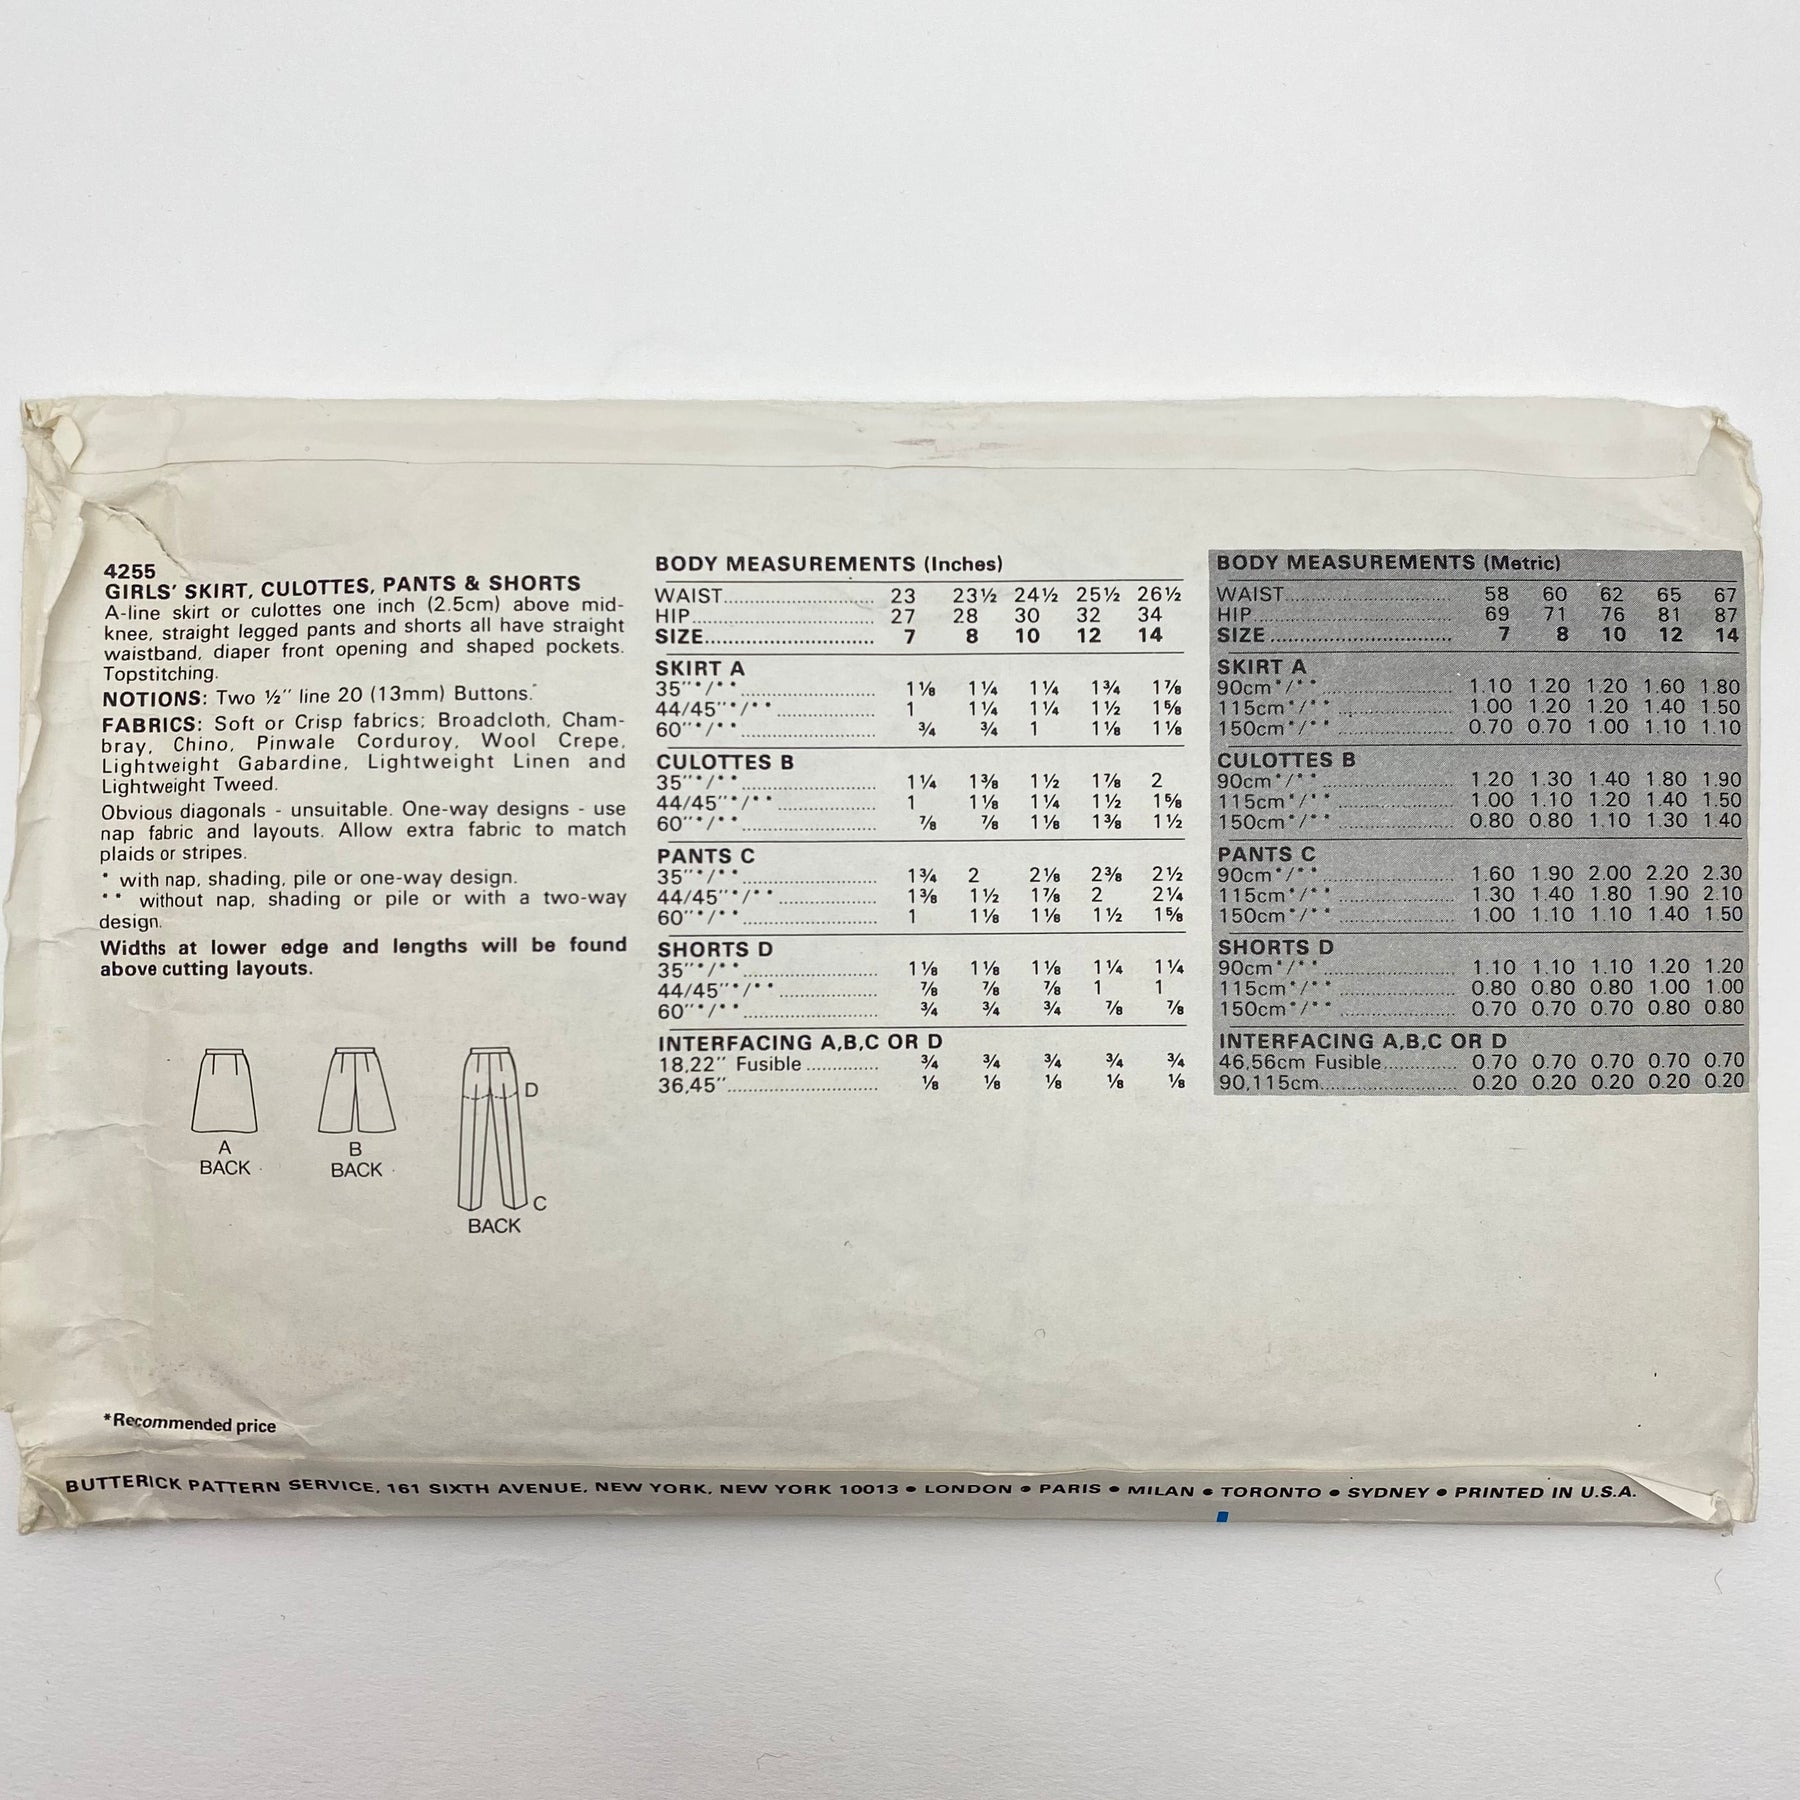 4255
GIRLS' SKIRT, CULOTTES, PANTS & SHORTS
A-line skirt or culottes one inch (2.5cm) above mid-
knee, straight legged pants and shorts all have straight
waistband, diaper front opening and shaped pockets.
Topstitching.
NOTIONS: Two ½" line 20 (13mm) Buttons.
FABRICS: Soft or Crisp fabrics; Broadcloth, Cham-
bray, Chino, Pinwale Corduroy, Wool Crepe,
Lightweight Gabardine, Lightweight Linen and
Lightweight Tweed.
Obvious diagonals - unsuitable. One-way designs - use
nap fabric and layouts. Allow extra fabric to match
plaids or stripes.
* with nap, shading, pile or one-way design.
** without nap, shading or pile or with a two-way
design.
Widths at lower edge and lengths will be found
above cutting layouts.
A
BACK
B
BACK
D
C
BACK
*Recommended price
BODY MEASUREMENTS (Inches)
WAIST 23 23½ 24½ 25½ 26½
HIP 27 28 30 32 34
SIZE 7 8 10 12 14
SKIRT A
35"*/** 1⅛ 1¼ 1¼ 1¾ 1⅞
44/45"*/** 1 1¼ 1¼ 1½ 1⅝
60"*/** ¾ ¾ 1 1⅛ 1⅛
CULOTTES B
35"*/** 1¼ 1⅜ 1½ 1⅞ 2
44/45"*/** 1 1⅛ 1¼ 1½ 1⅝
60"*/** ⅞ ⅞ 1⅛ 1⅜ 1½
PANTS C
35"*/** 1¾ 2 2⅛ 2⅜ 2½
44/45"*/** 1⅜ 1½ 1⅞ 2 2¼
60"*/** 1 1⅛ 1⅛ 1½ 1⅝
SHORTS D
35"*/** 1⅛ 1⅛ 1⅛ 1¼ 1¼
44/45"*/** ⅞ ⅞ ⅞ 1 1
60"*/** ¾ ¾ ¾ ⅞ ⅞
INTERFACING A,B,C OR D
18,22" Fusible ¾ ¾ ¾ ¾ ¾
36,45" ⅛ ⅛ ⅛ ⅛ ⅛
BODY MEASUREMENTS (Metric)
WAIST 58 60 62 65 67
HIP 69 71 76 81 87
SIZE 7 8 10 12 14
SKIRT A
90cm*/** 1.10 1.20 1.20 1.60 1.80
115cm*/** 1.00 1.20 1.20 1.40 1.50
150cm*/** 0.70 0.70 1.00 1.10 1.10
CULOTTES B
90cm*/** 1.20 1.30 1.40 1.80 1.90
115cm*/** 1.00 1.10 1.20 1.40 1.50
150cm*/** 0.80 0.80 1.10 1.30 1.40
PANTS C
90cm*/** 1.60 1.90 2.00 2.20 2.30
115cm*/** 1.30 1.40 1.80 1.90 2.10
150cm*/** 1.00 1.10 1.10 1.40 1.50
SHORTS D
90cm*/** 1.10 1.10 1.10 1.20 1.20
115cm*/** 0.80 0.80 0.80 1.00 1.00
150cm*/** 0.70 0.70 0.70 0.80 0.80
INTERFACING A,B,C OR D
46,56cm Fusible 0.70 0.70 0.70 0.70 0.70
90,115cm 0.20 0.20 0.20 0.20 0.20
BUTTERICK PATTERN SERVICE, 161 SIXTH AVENUE, NEW YORK, NEW YORK 10013 • LONDON • PARIS • MILAN • TORONTO • SYDNEY • PRINTED IN U.S.A.